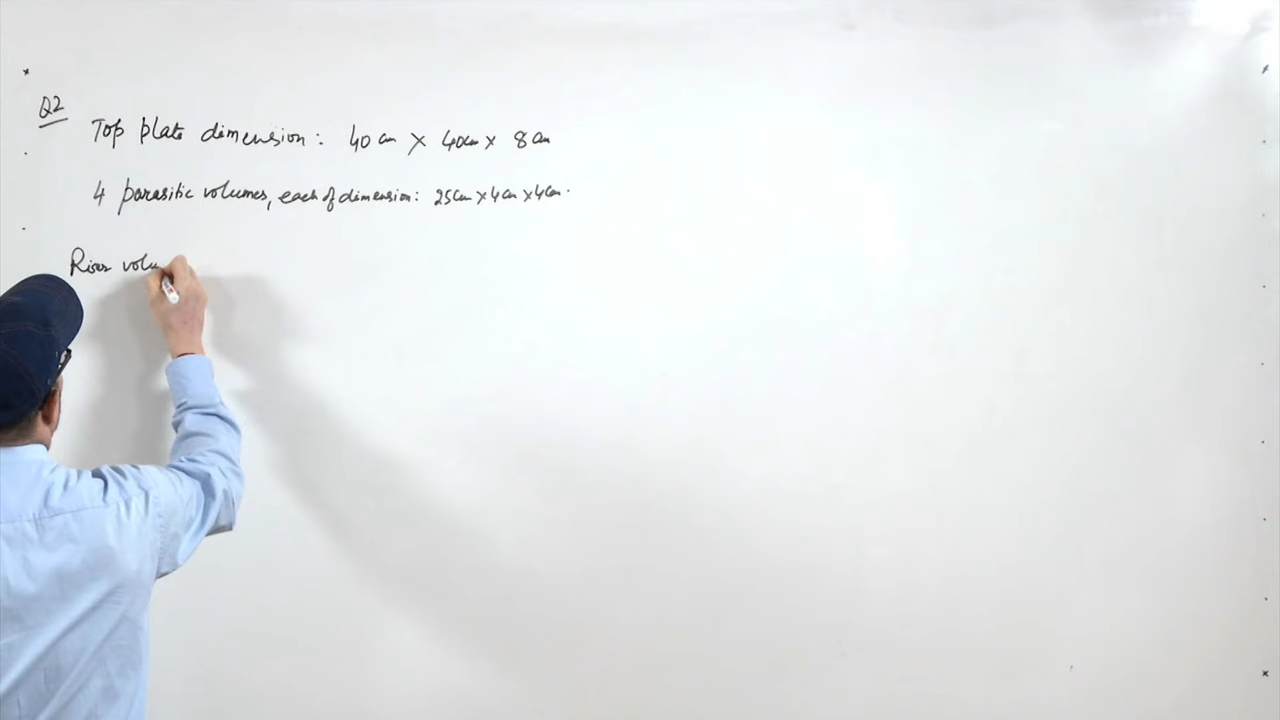 Q2
Top plate dimension: 40 cm × 40cm × 8 cm
4 parasitic volumes, each of dimension: 25cm × 4cm × 4cm.
Riser volu